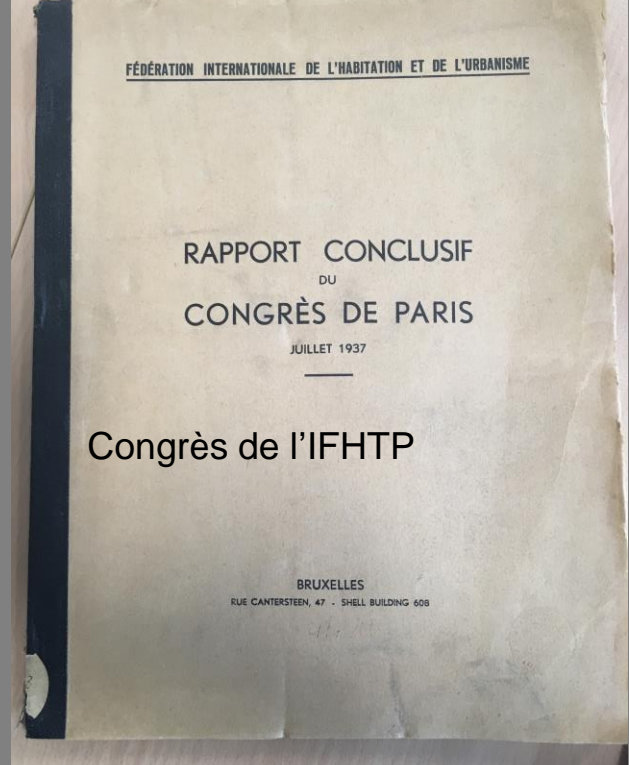 FÉDÉRATION INTERNATIONALE DE L'HABITATION ET DE L'URBANISME
RAPPORT CONCLUSIF
DU
CONGRÈS DE PARIS
JUILLET 1937
Congrès de l’IFHTP
BRUXELLES
RUE CANTERSTEEN, 47 - SHELL BUILDING 608